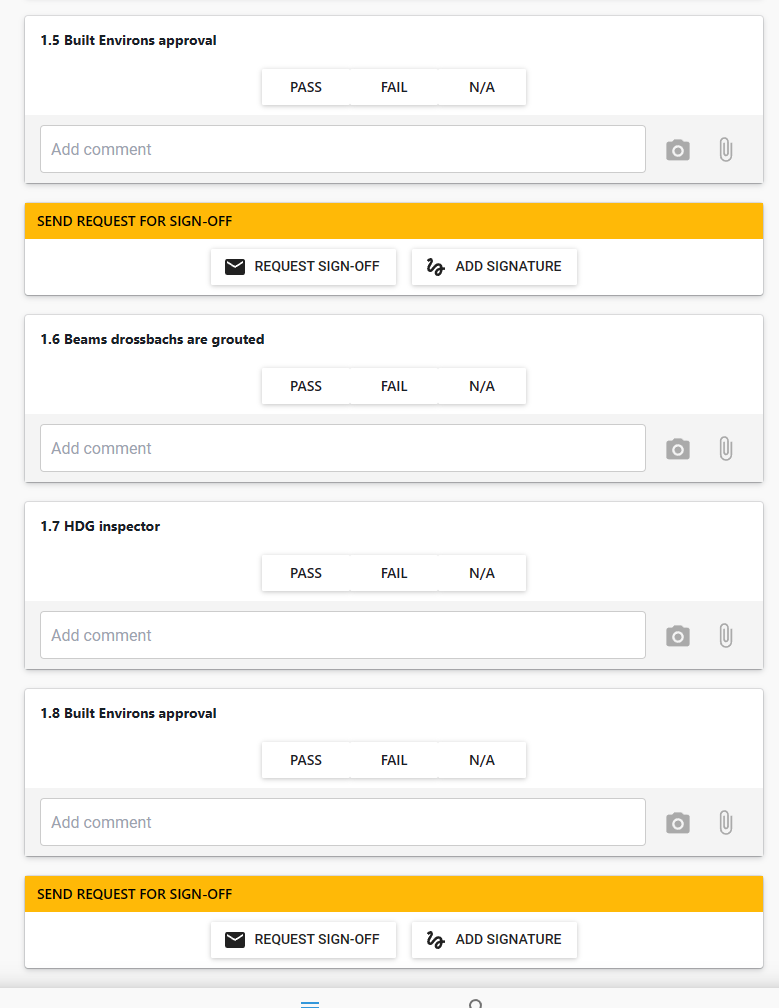 1.5 Built Environs approval
PASS FAIL N/A
Add comment
SEND REQUEST FOR SIGN-OFF
REQUEST SIGN-OFF ADD SIGNATURE
1.6 Beams drossbachs are grouted
PASS FAIL N/A
Add comment
1.7 HDG inspector
PASS FAIL N/A
Add comment
1.8 Built Environs approval
PASS FAIL N/A
Add comment
SEND REQUEST FOR SIGN-OFF
REQUEST SIGN-OFF ADD SIGNATURE